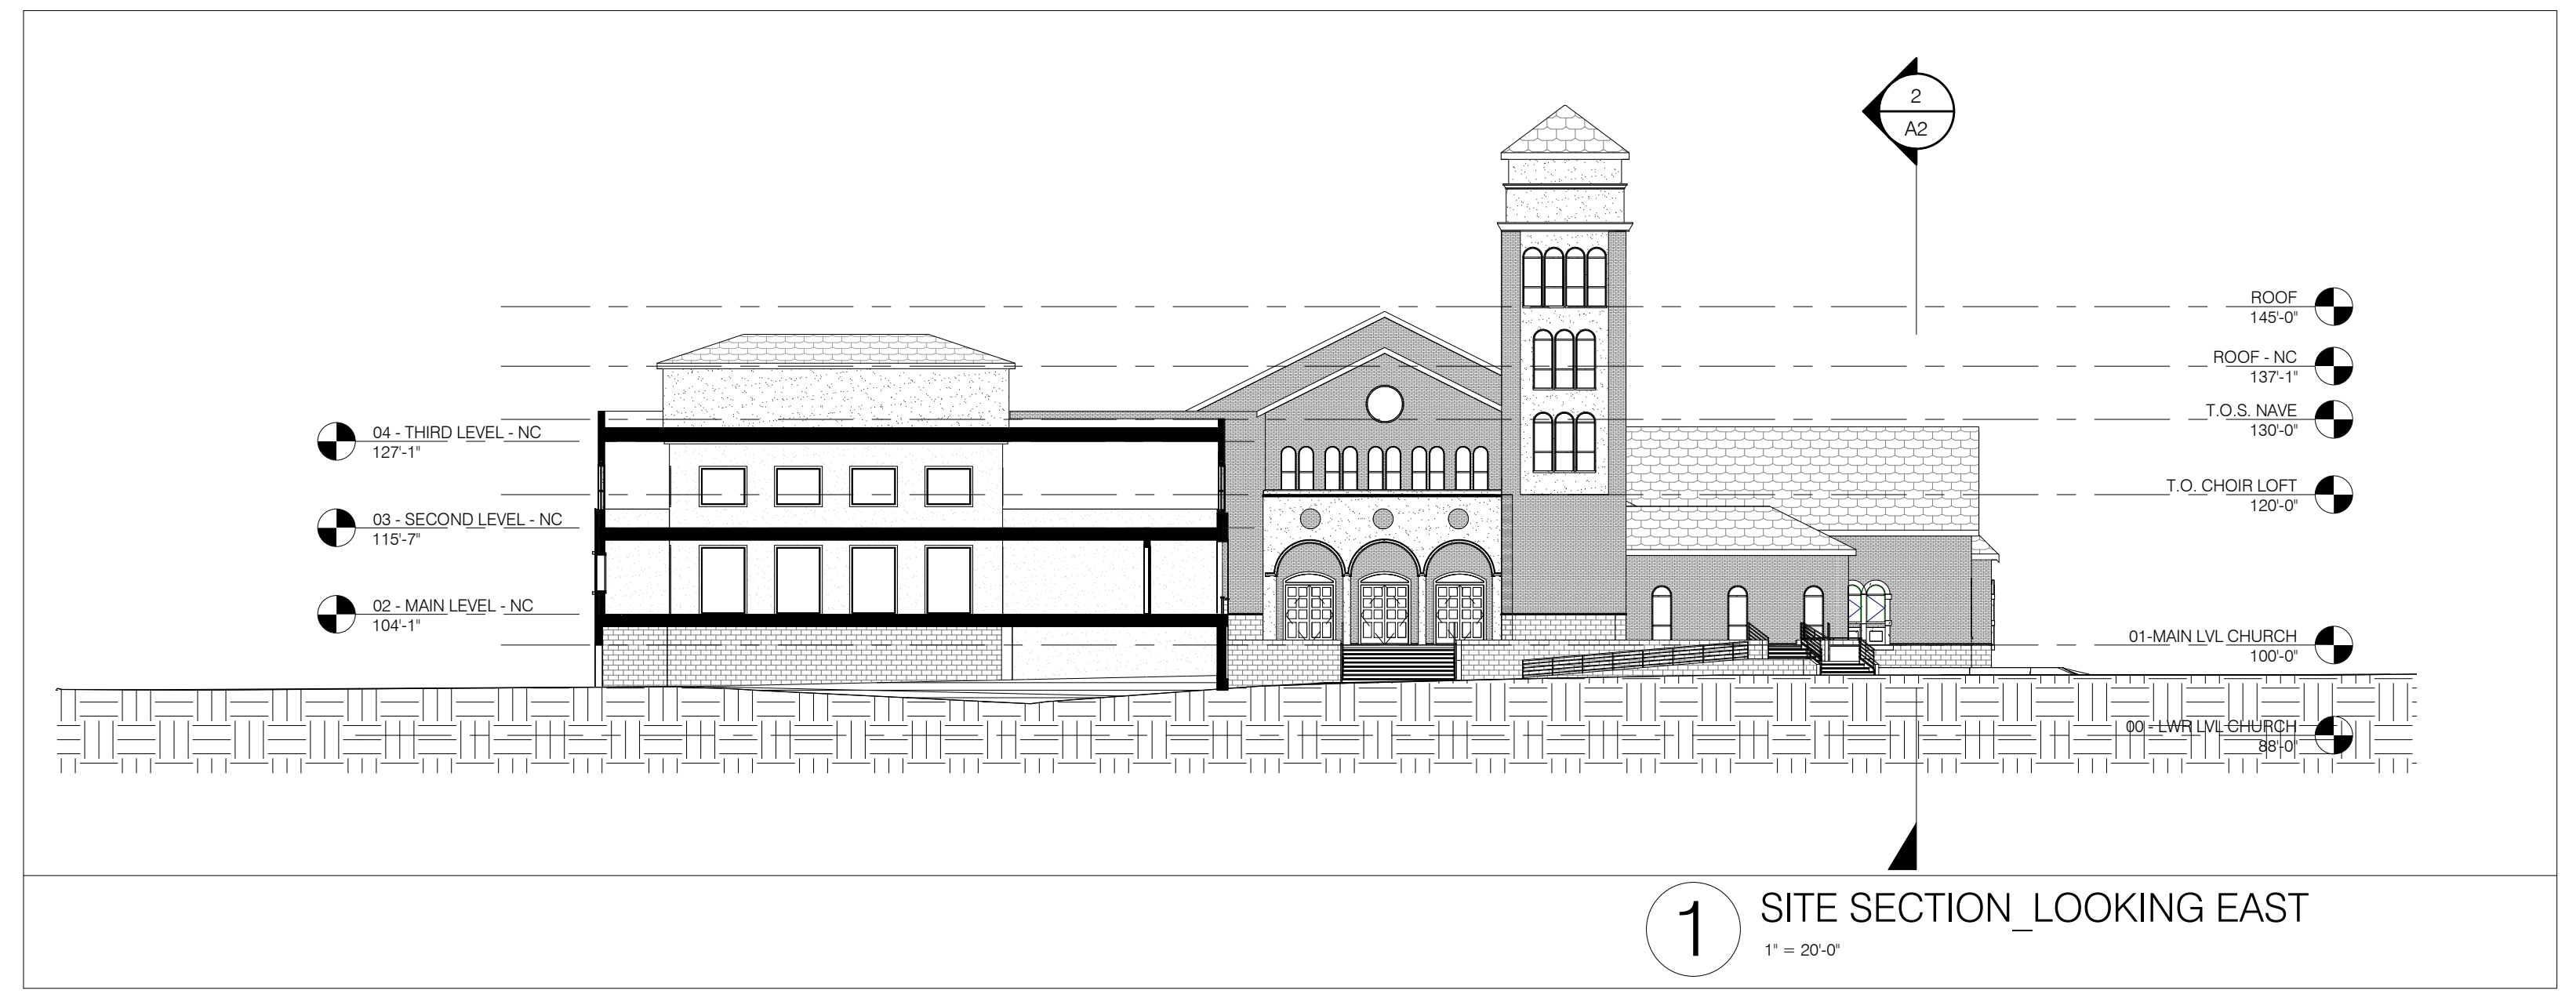 2
A2
ROOF
145'-0"
ROOF - NC
137'-1"
T.O.S. NAVE
130'-0"
04 - THIRD LEVEL - NC
127'-1"
T.O. CHOIR LOFT
120'-0"
03 - SECOND LEVEL - NC
115'-7"
02 - MAIN LEVEL - NC
104'-1"
01-MAIN LVL CHURCH
100'-0"
00 - LWR LVL CHURCH
88'-0"
1
SITE SECTION_LOOKING EAST
1" = 20'-0"